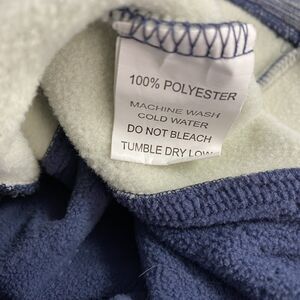 100% POLYESTER
MACHINE WASH
COLD WATER
DO NOT BLEACH
TUMBLE DRY LOW